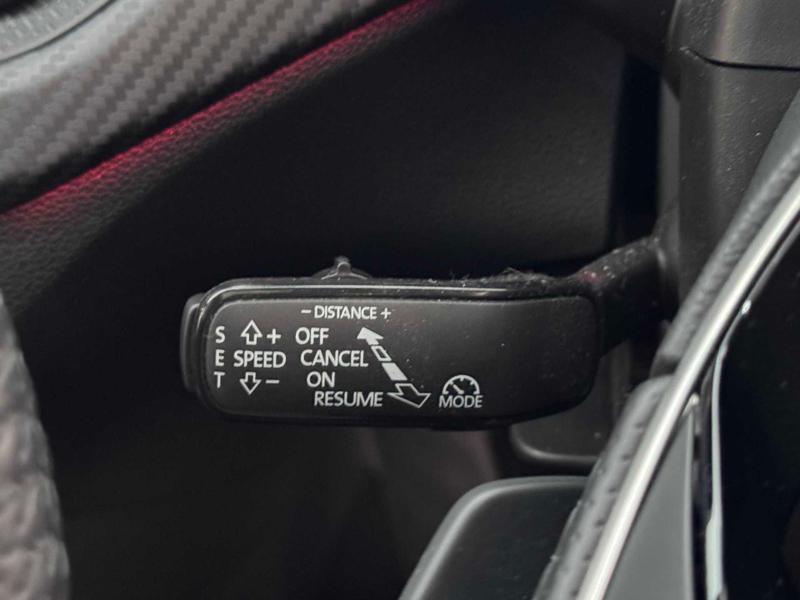 − DISTANCE +
S + OFF
E SPEED CANCEL
T − ON
RESUME MODE